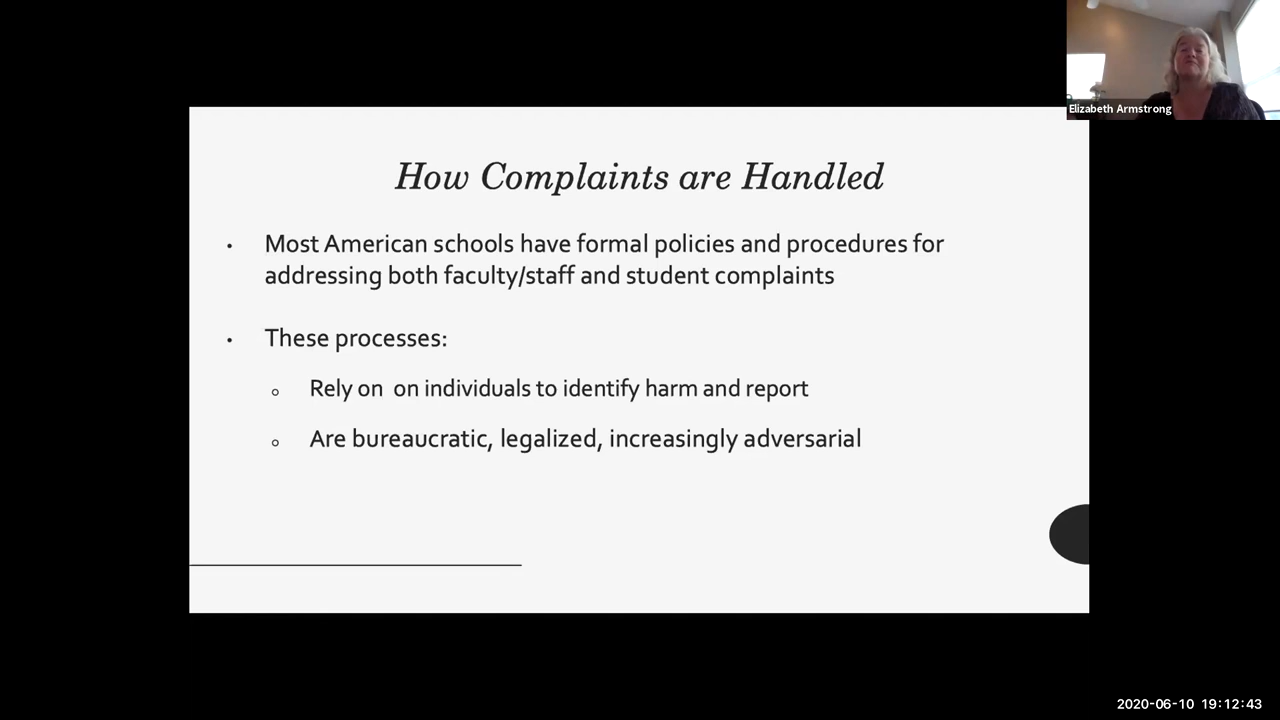 Elizabeth Armstrong
How Complaints are Handled
• Most American schools have formal policies and procedures for
addressing both faculty/staff and student complaints
• These processes:
o Rely on on individuals to identify harm and report
o Are bureaucratic, legalized, increasingly adversarial
2020-06-10 19:12:43